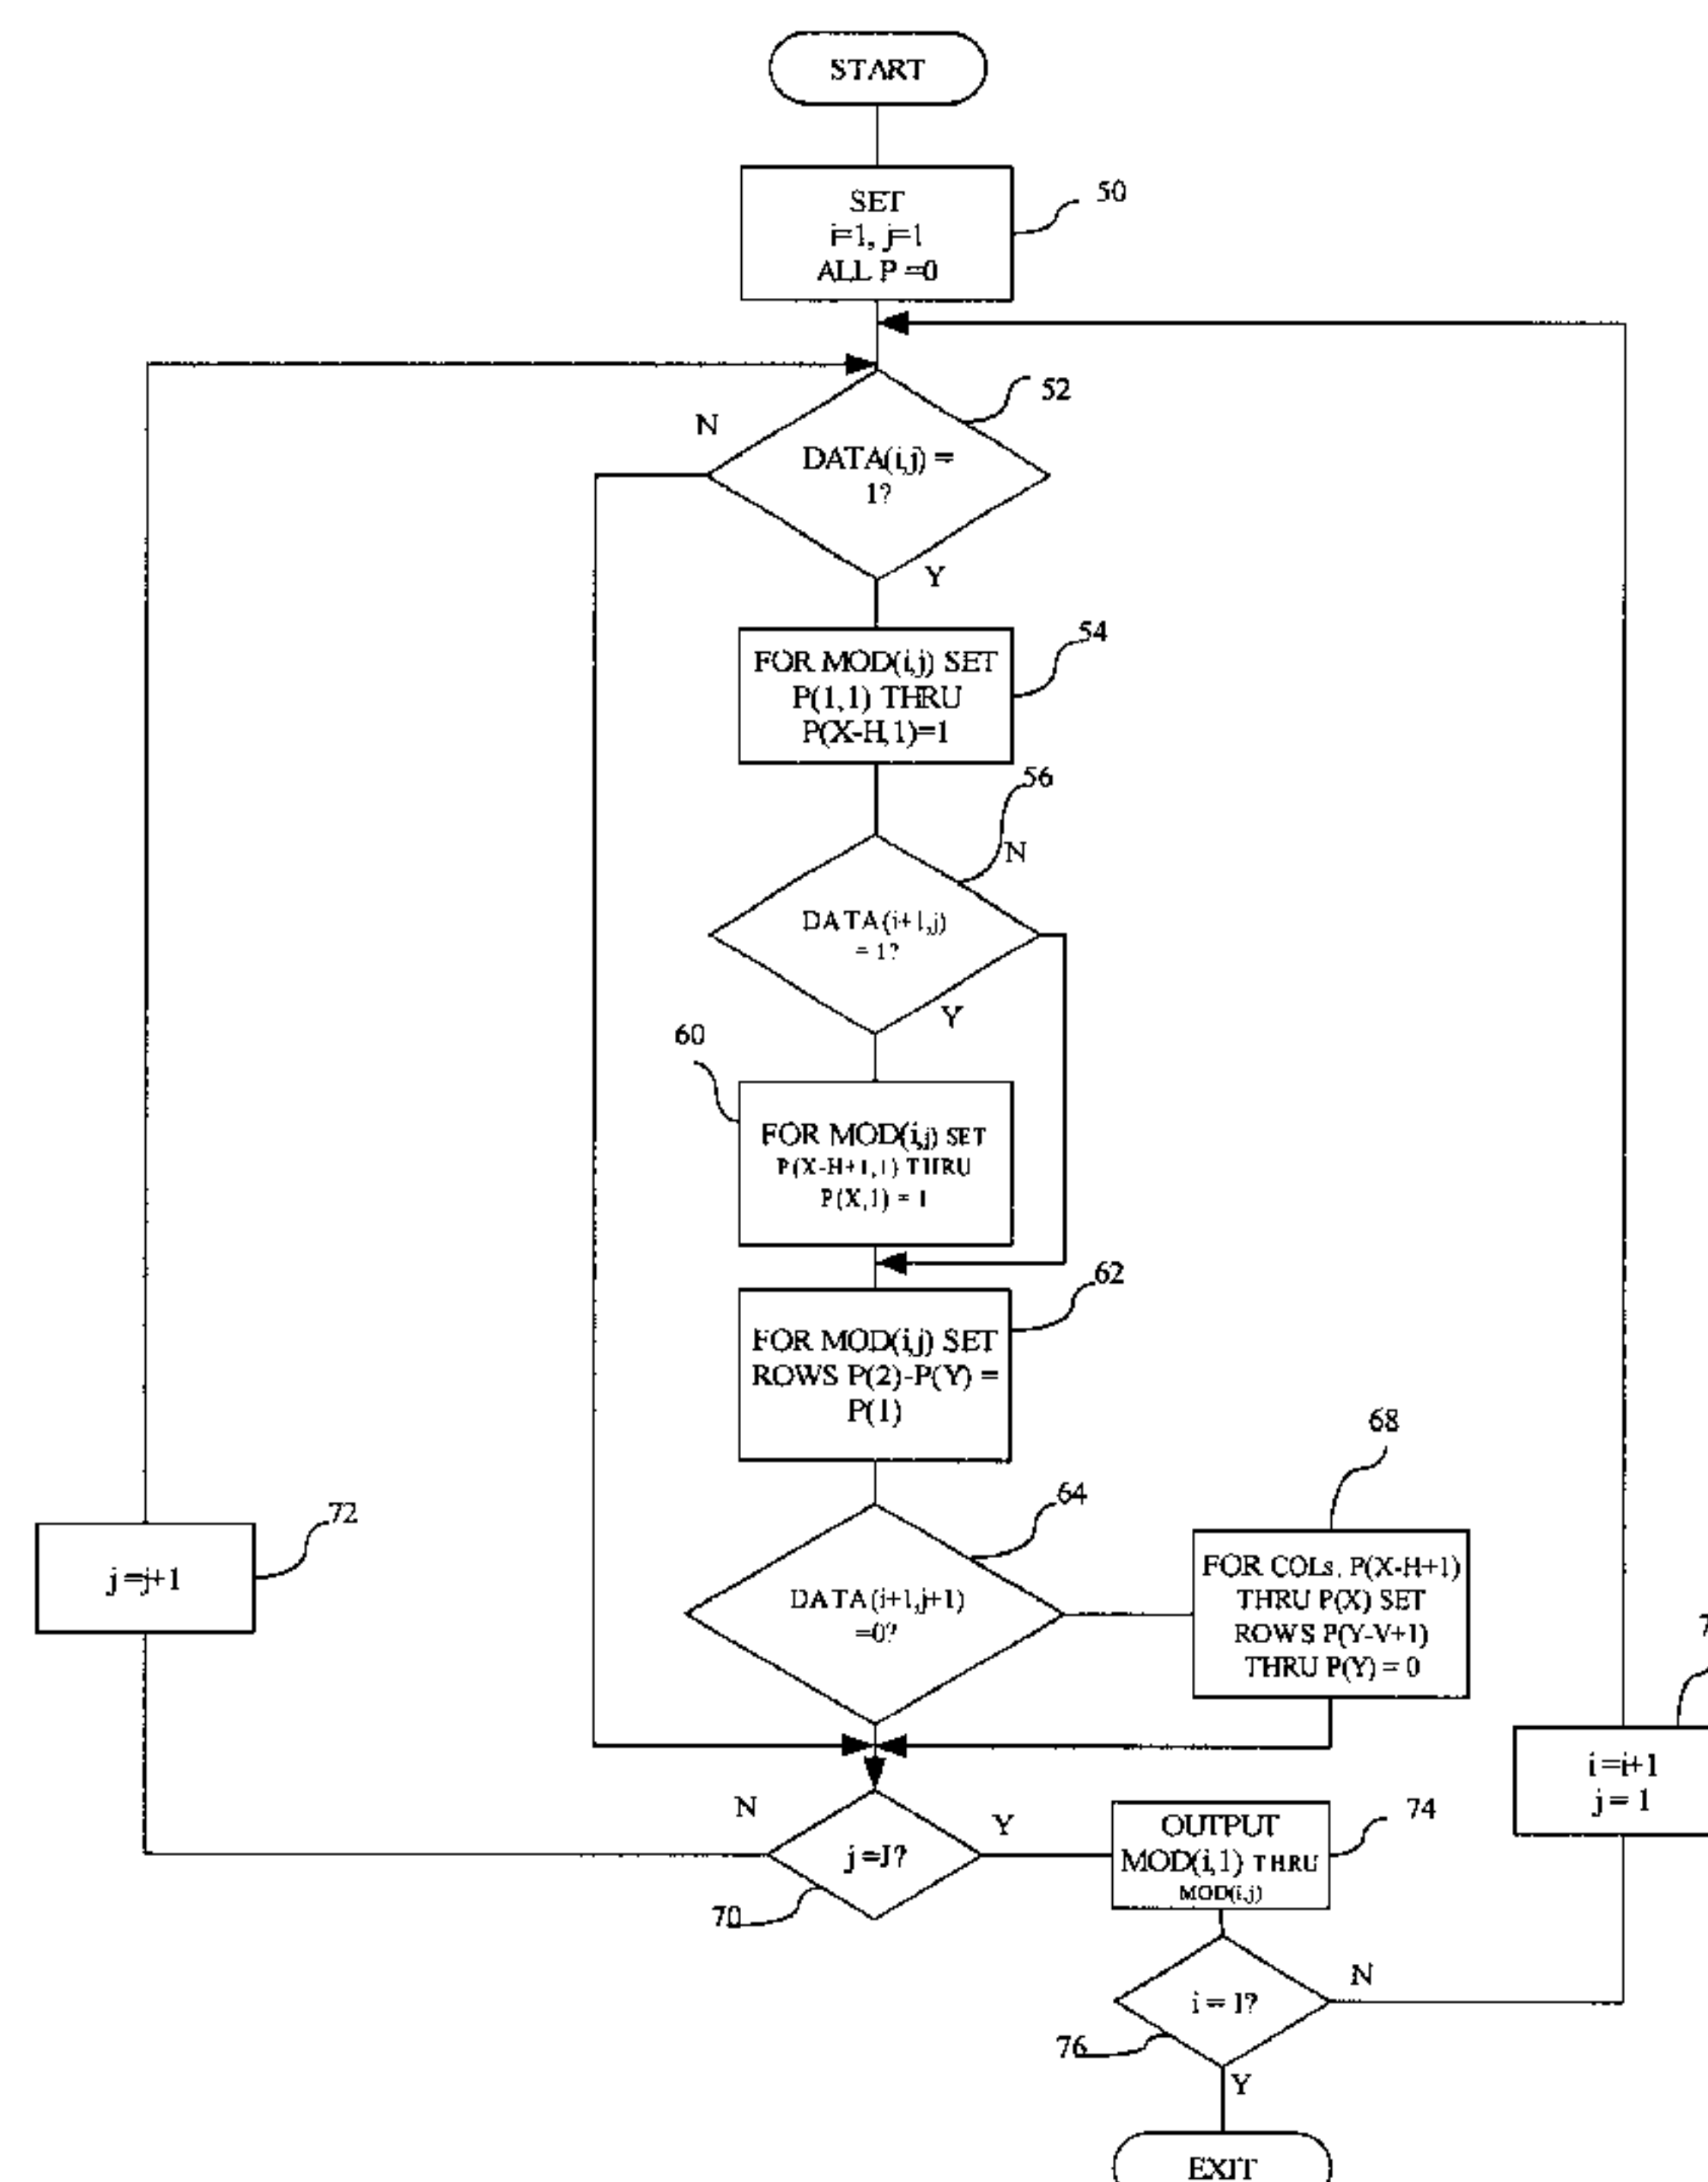 START
SET
i=1, j=1
ALL P =0
50
52
N
DATA(i,j) =
1?
Y
54
FOR MOD(i,j) SET
P(1,1) THRU
P(X-H,1)=1
56
N
DATA(i+1,j)
= 1?
Y
60
FOR MOD(i,j) SET
P(X-H+1,1) THRU
P(X,1) = 1
62
FOR MOD(i,j) SET
ROWS P(2)-P(Y) =
P(1)
64
DATA(i+1,j+1)
=0?
68
FOR COLs, P(X-H+1)
THRU P(X) SET
ROWS P(Y-V+1)
THRU P(Y) = 0
72
j =j+1
i =i+1
j = 1
N
j =J?
Y
70
OUTPUT
MOD(i,1) THRU
MOD(i,j)
74
i = I?
N
76
Y
EXIT